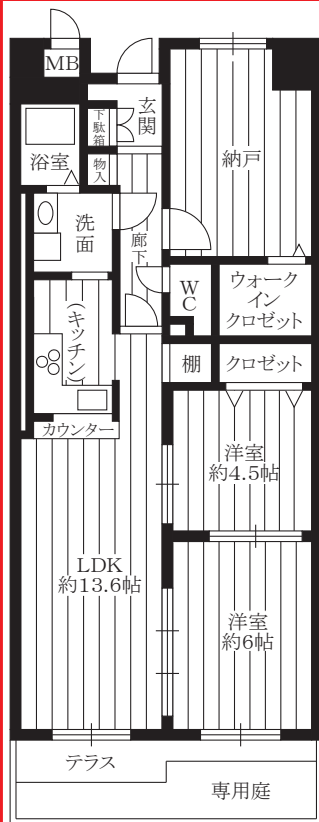 MB
玄関
下駄箱
浴室
物入
納戸
洗面
廊下
WC
ウォーク
イン
クロゼット
(キッチン)
棚
クロゼット
カウンター
洋室
約4.5帖
LDK
約13.6帖
洋室
約6帖
テラス
専用庭